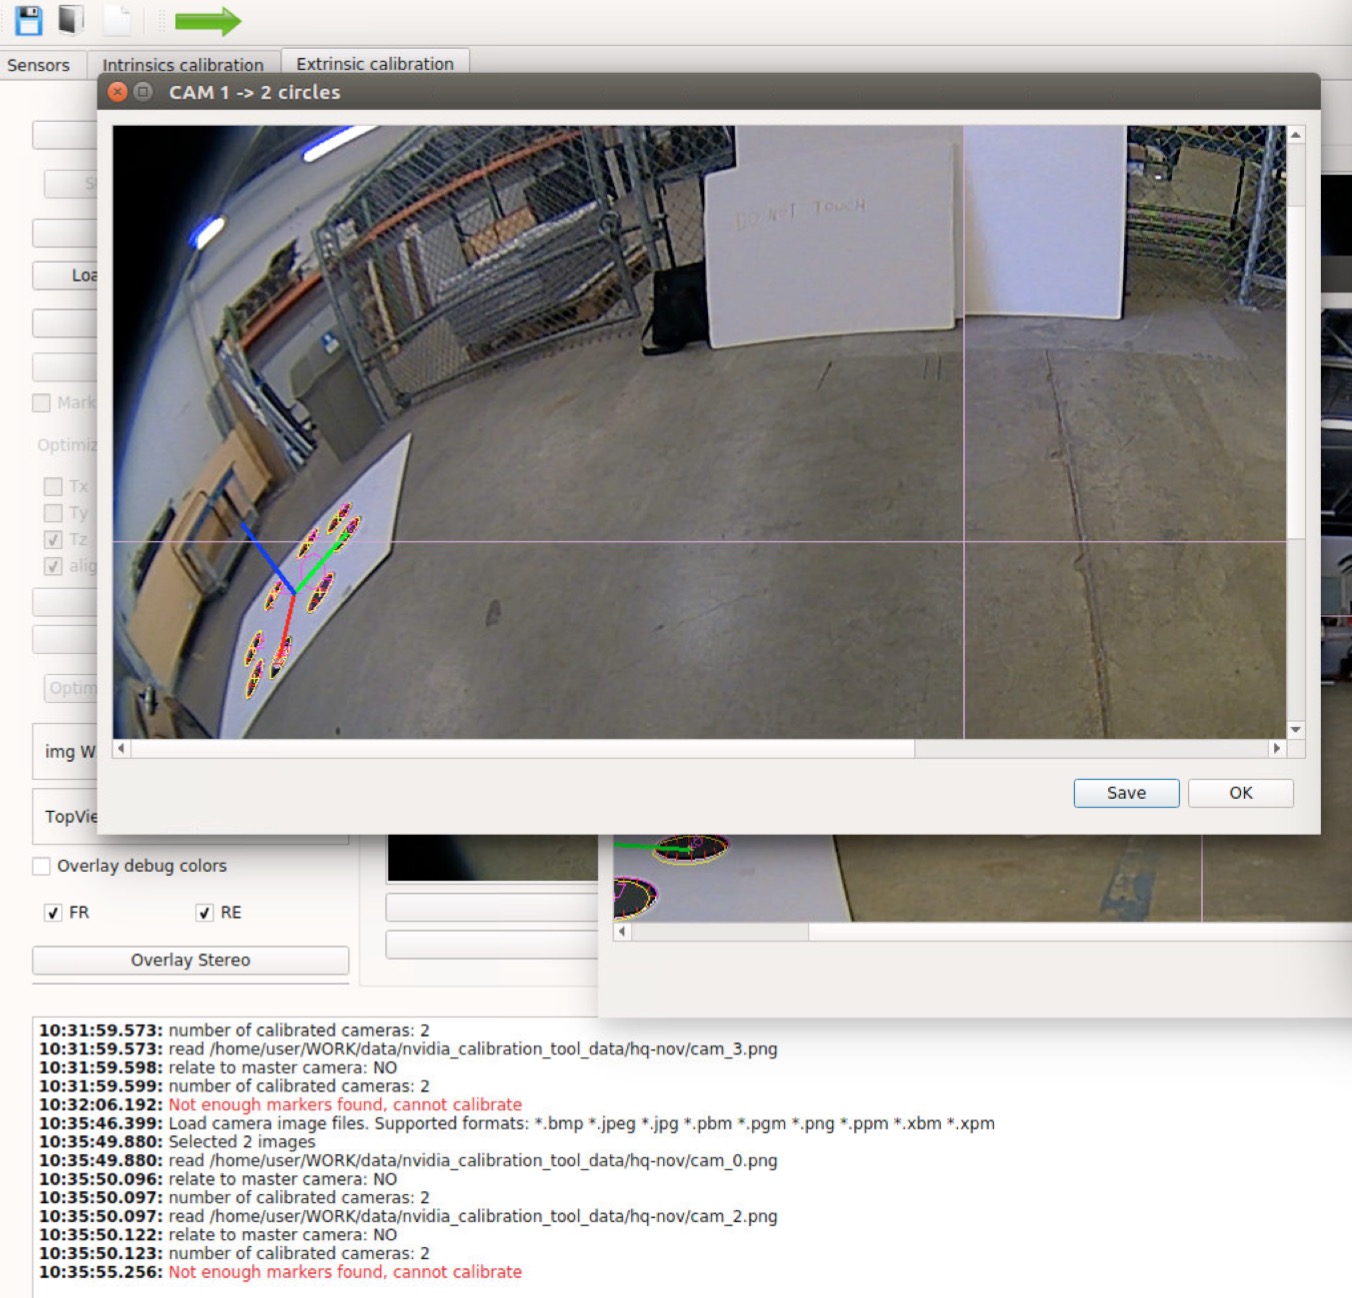 Sensors
Intrinsics calibration
Extrinsic calibration
CAM 1 -> 2 circles
DO NOT TOUCH
Loa
Mark
Optimiz
Tx
Ty
Tz
alig
Optim
img W
TopVie
Save
OK
Overlay debug colors
FR
RE
Overlay Stereo
10:31:59.573: number of calibrated cameras: 2
10:31:59.573: read /home/user/WORK/data/nvidia_calibration_tool_data/hq-nov/cam_3.png
10:31:59.598: relate to master camera: NO
10:31:59.599: number of calibrated cameras: 2
10:32:06.192: Not enough markers found, cannot calibrate
10:35:46.399: Load camera image files. Supported formats: *.bmp *.jpeg *.jpg *.pbm *.pgm *.png *.ppm *.xbm *.xpm
10:35:49.880: Selected 2 images
10:35:49.880: read /home/user/WORK/data/nvidia_calibration_tool_data/hq-nov/cam_0.png
10:35:50.096: relate to master camera: NO
10:35:50.097: number of calibrated cameras: 2
10:35:50.097: read /home/user/WORK/data/nvidia_calibration_tool_data/hq-nov/cam_2.png
10:35:50.122: relate to master camera: NO
10:35:50.123: number of calibrated cameras: 2
10:35:55.256: Not enough markers found, cannot calibrate